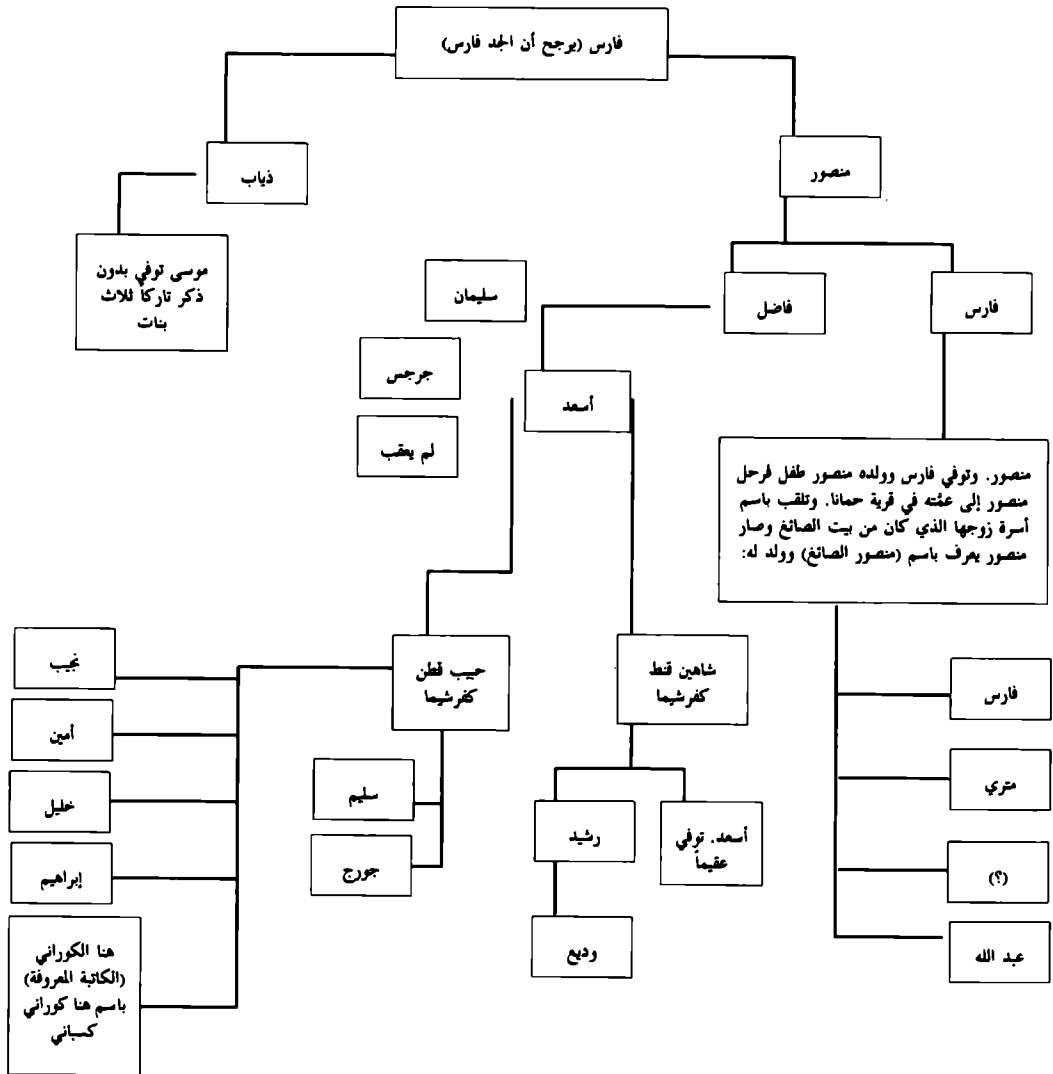 فارس (يرجح أن الجد فارس)
منصور
ذياب
فارس
فاضل
سليمان
موسى توفي بدون
ذكر تاركاً ثلاث
بنات
جرجس
أسعد
لم يعقب
منصور. وتوفي فارس وولده منصور طفل فرحل
منصور إلى عمّته في قرية حمانا. وتلقب باسم
أسرة زوجها الذي كان من بيت الصائغ وصار
منصور يعرف باسم (منصور الصائغ) وولد له:
شاهين قنط
كفرشيما
حبيب قطن
كفرشيما
نجيب
فارس
أمين
متري
سليم
خليل
أسعد. توفي
عقيماً
رشيد
جورج
(؟)
إبراهيم
عبد الله
وديع
هنا الكوراني
(الكاتبة المعروفة)
باسم هنا كوراني
كسباني